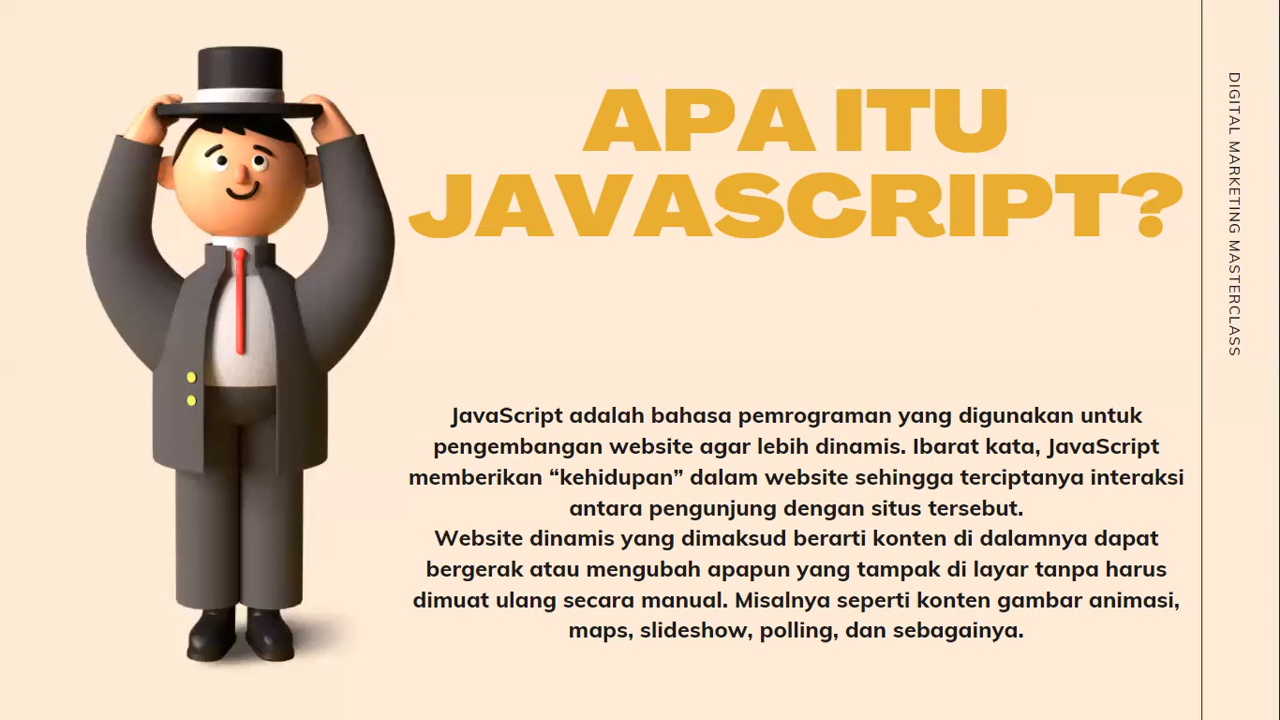 APA ITU
JAVASCRIPT?
JavaScript adalah bahasa pemrograman yang digunakan untuk
pengembangan website agar lebih dinamis. Ibarat kata, JavaScript
memberikan “kehidupan” dalam website sehingga terciptanya interaksi
antara pengunjung dengan situs tersebut.
Website dinamis yang dimaksud berarti konten di dalamnya dapat
bergerak atau mengubah apapun yang tampak di layar tanpa harus
dimuat ulang secara manual. Misalnya seperti konten gambar animasi,
maps, slideshow, polling, dan sebagainya.
DIGITAL MARKETING MASTERCLASS